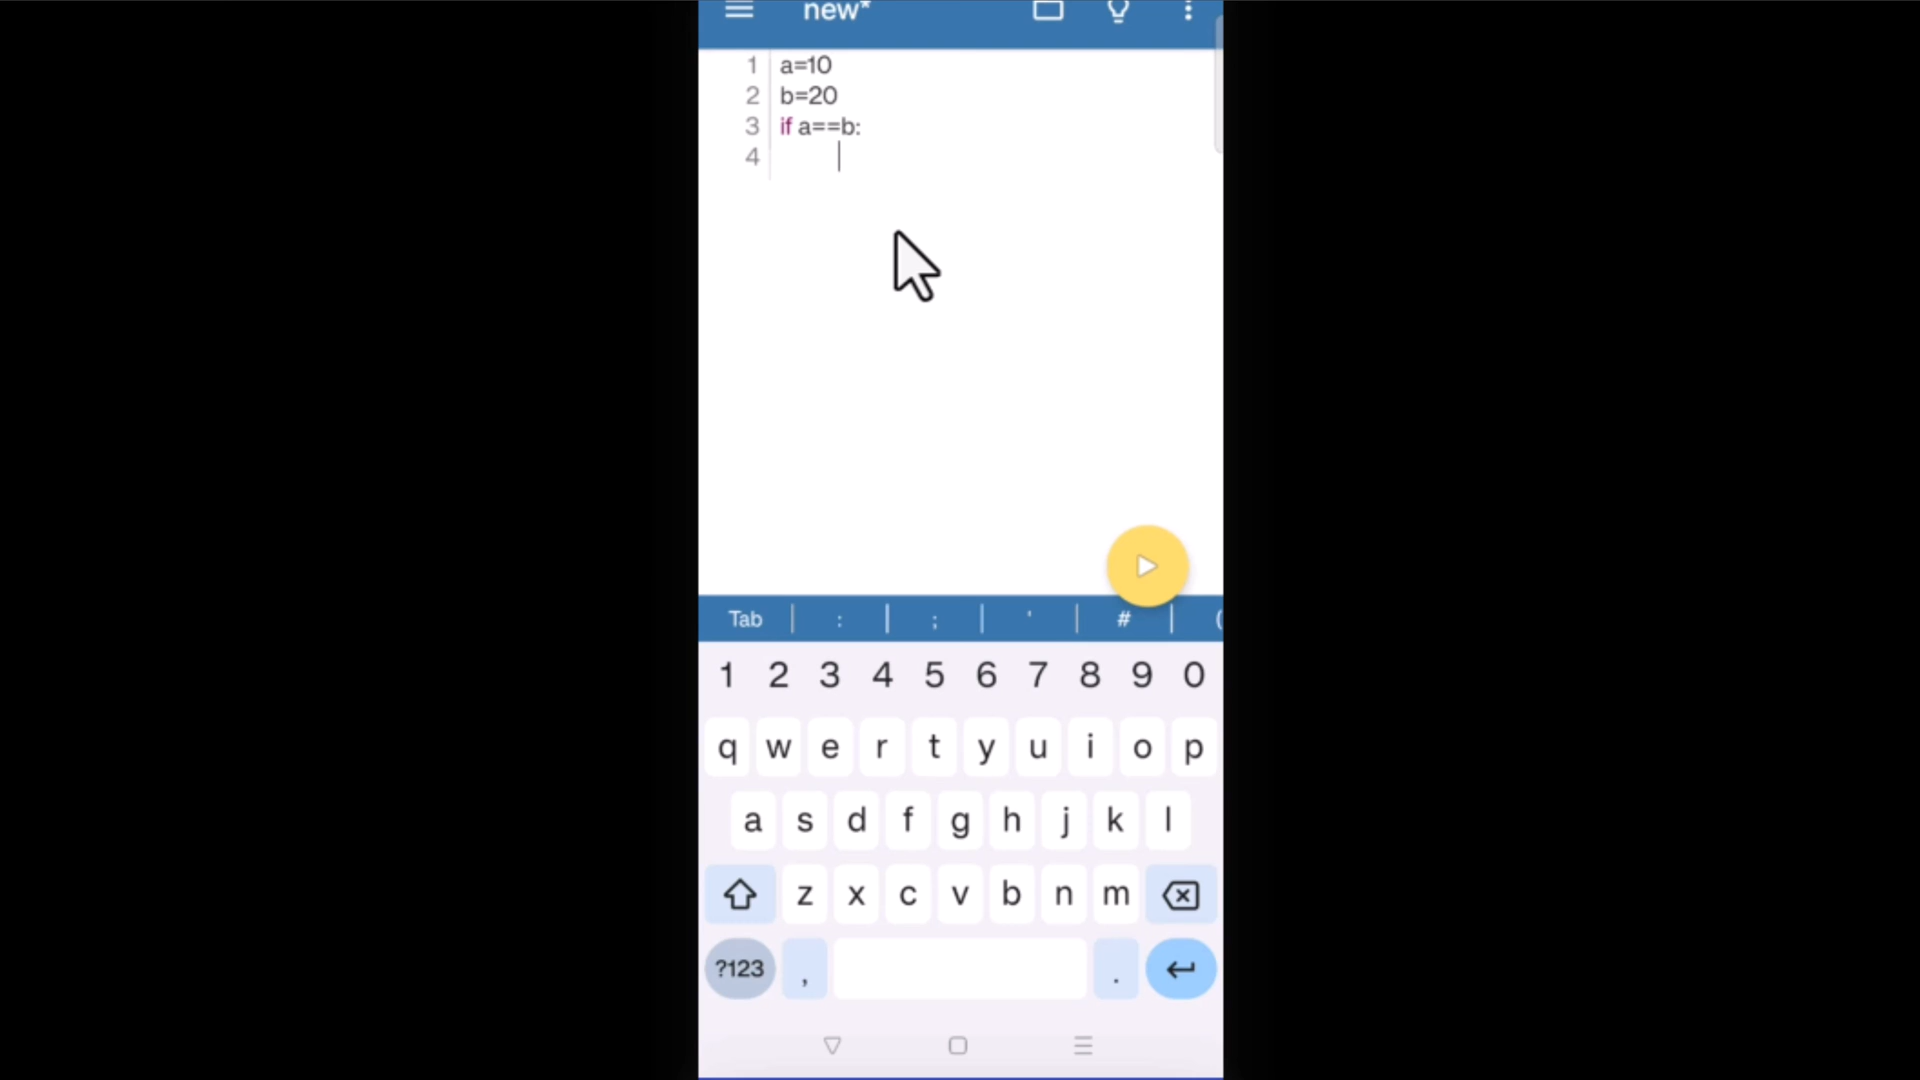 new*
1 a=10
2 b=20
3 if a==b:
4
Tab | : | ; | ' | # | (
1 2 3 4 5 6 7 8 9 0
q w e r t y u i o p
a s d f g h j k l
z x c v b n m
?123 , .